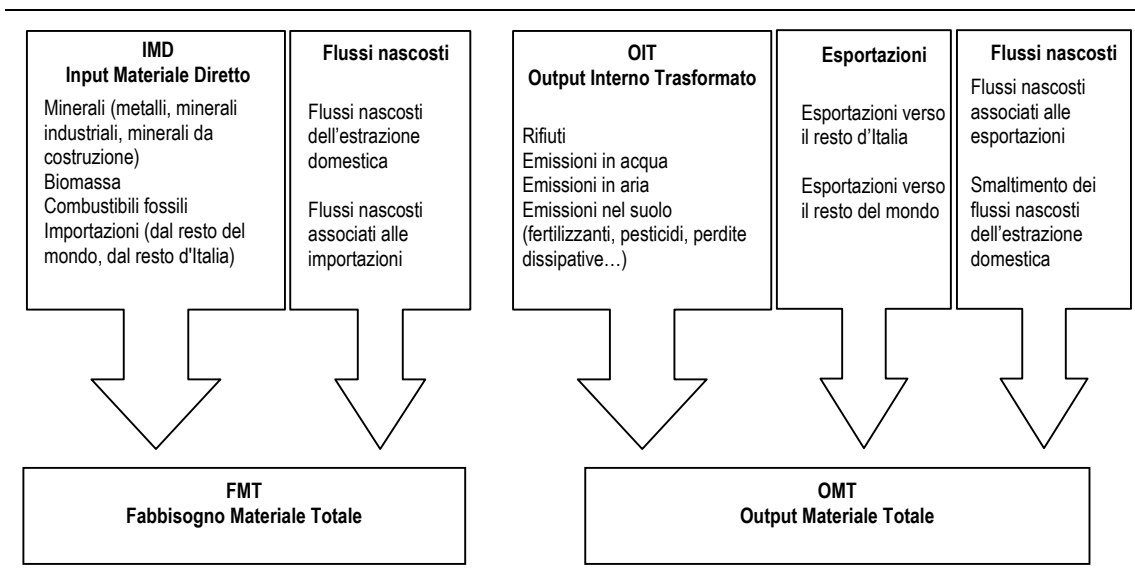 IMD
Input Materiale Diretto
Minerali (metalli, minerali
industriali, minerali da
costruzione)
Biomassa
Combustibili fossili
Importazioni (dal resto del
mondo, dal resto d'Italia)
Flussi nascosti
Flussi nascosti
dell’estrazione
domestica
Flussi nascosti
associati alle
importazioni
OIT
Output Interno Trasformato
Rifiuti
Emissioni in acqua
Emissioni in aria
Emissioni nel suolo
(fertilizzanti, pesticidi, perdite
dissipative…)
Esportazioni
Esportazioni verso
il resto d’Italia
Esportazioni verso
il resto del mondo
Flussi nascosti
Flussi nascosti
associati alle
esportazioni
Smaltimento dei
flussi nascosti
dell’estrazione
domestica
FMT
Fabbisogno Materiale Totale
OMT
Output Materiale Totale